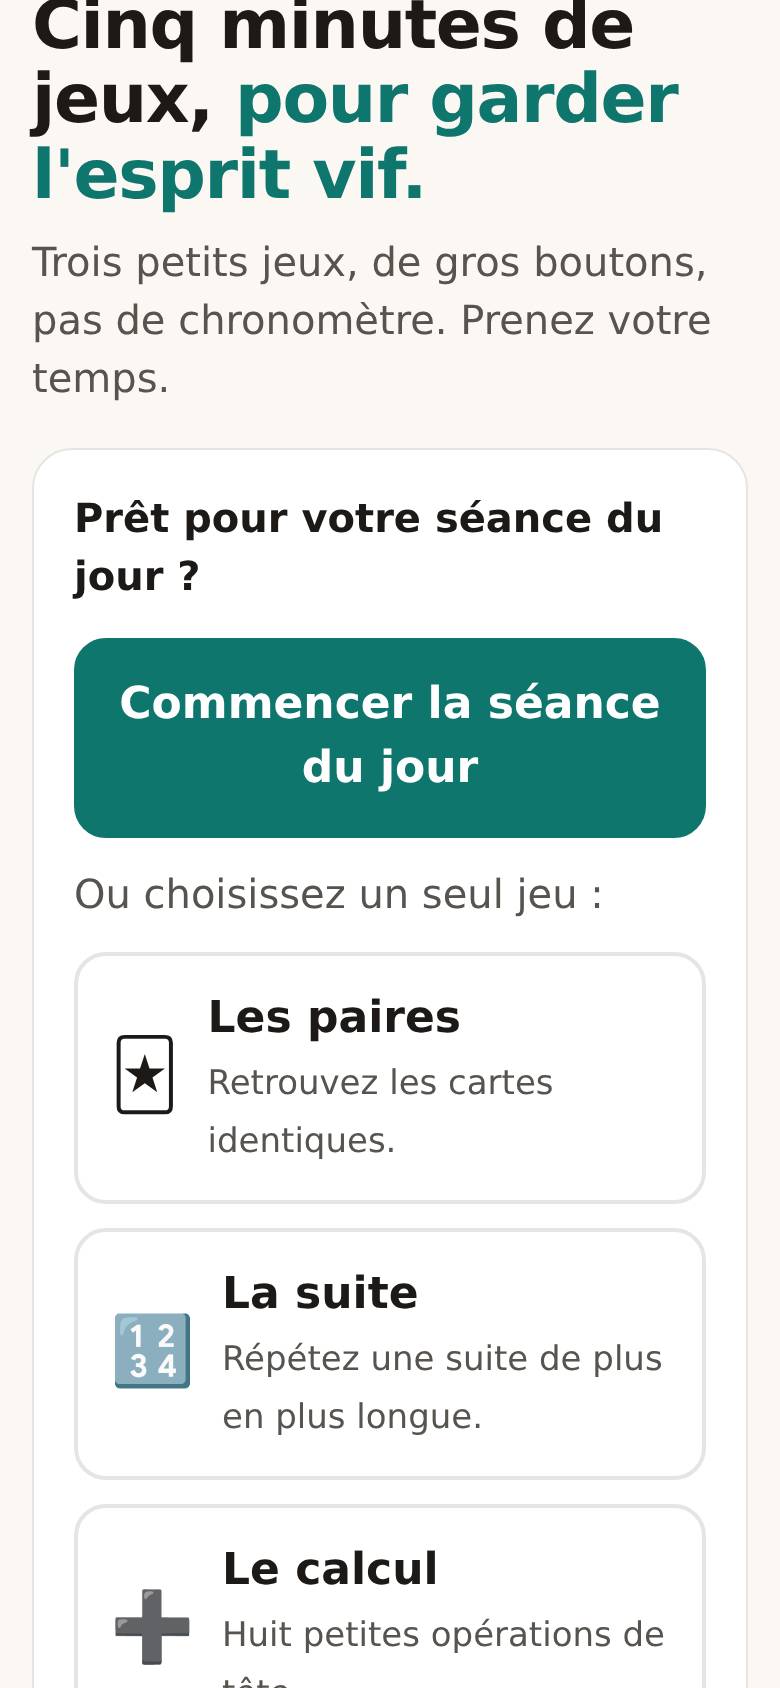 Cinq minutes de
jeux, pour garder
l'esprit vif.
Trois petits jeux, de gros boutons,
pas de chronomètre. Prenez votre
temps.
Prêt pour votre séance du
jour ?
Commencer la séance
du jour
Ou choisissez un seul jeu :
Les paires
Retrouvez les cartes
identiques.
1 2
3 4
La suite
Répétez une suite de plus
en plus longue.
Le calcul
Huit petites opérations de
tête.